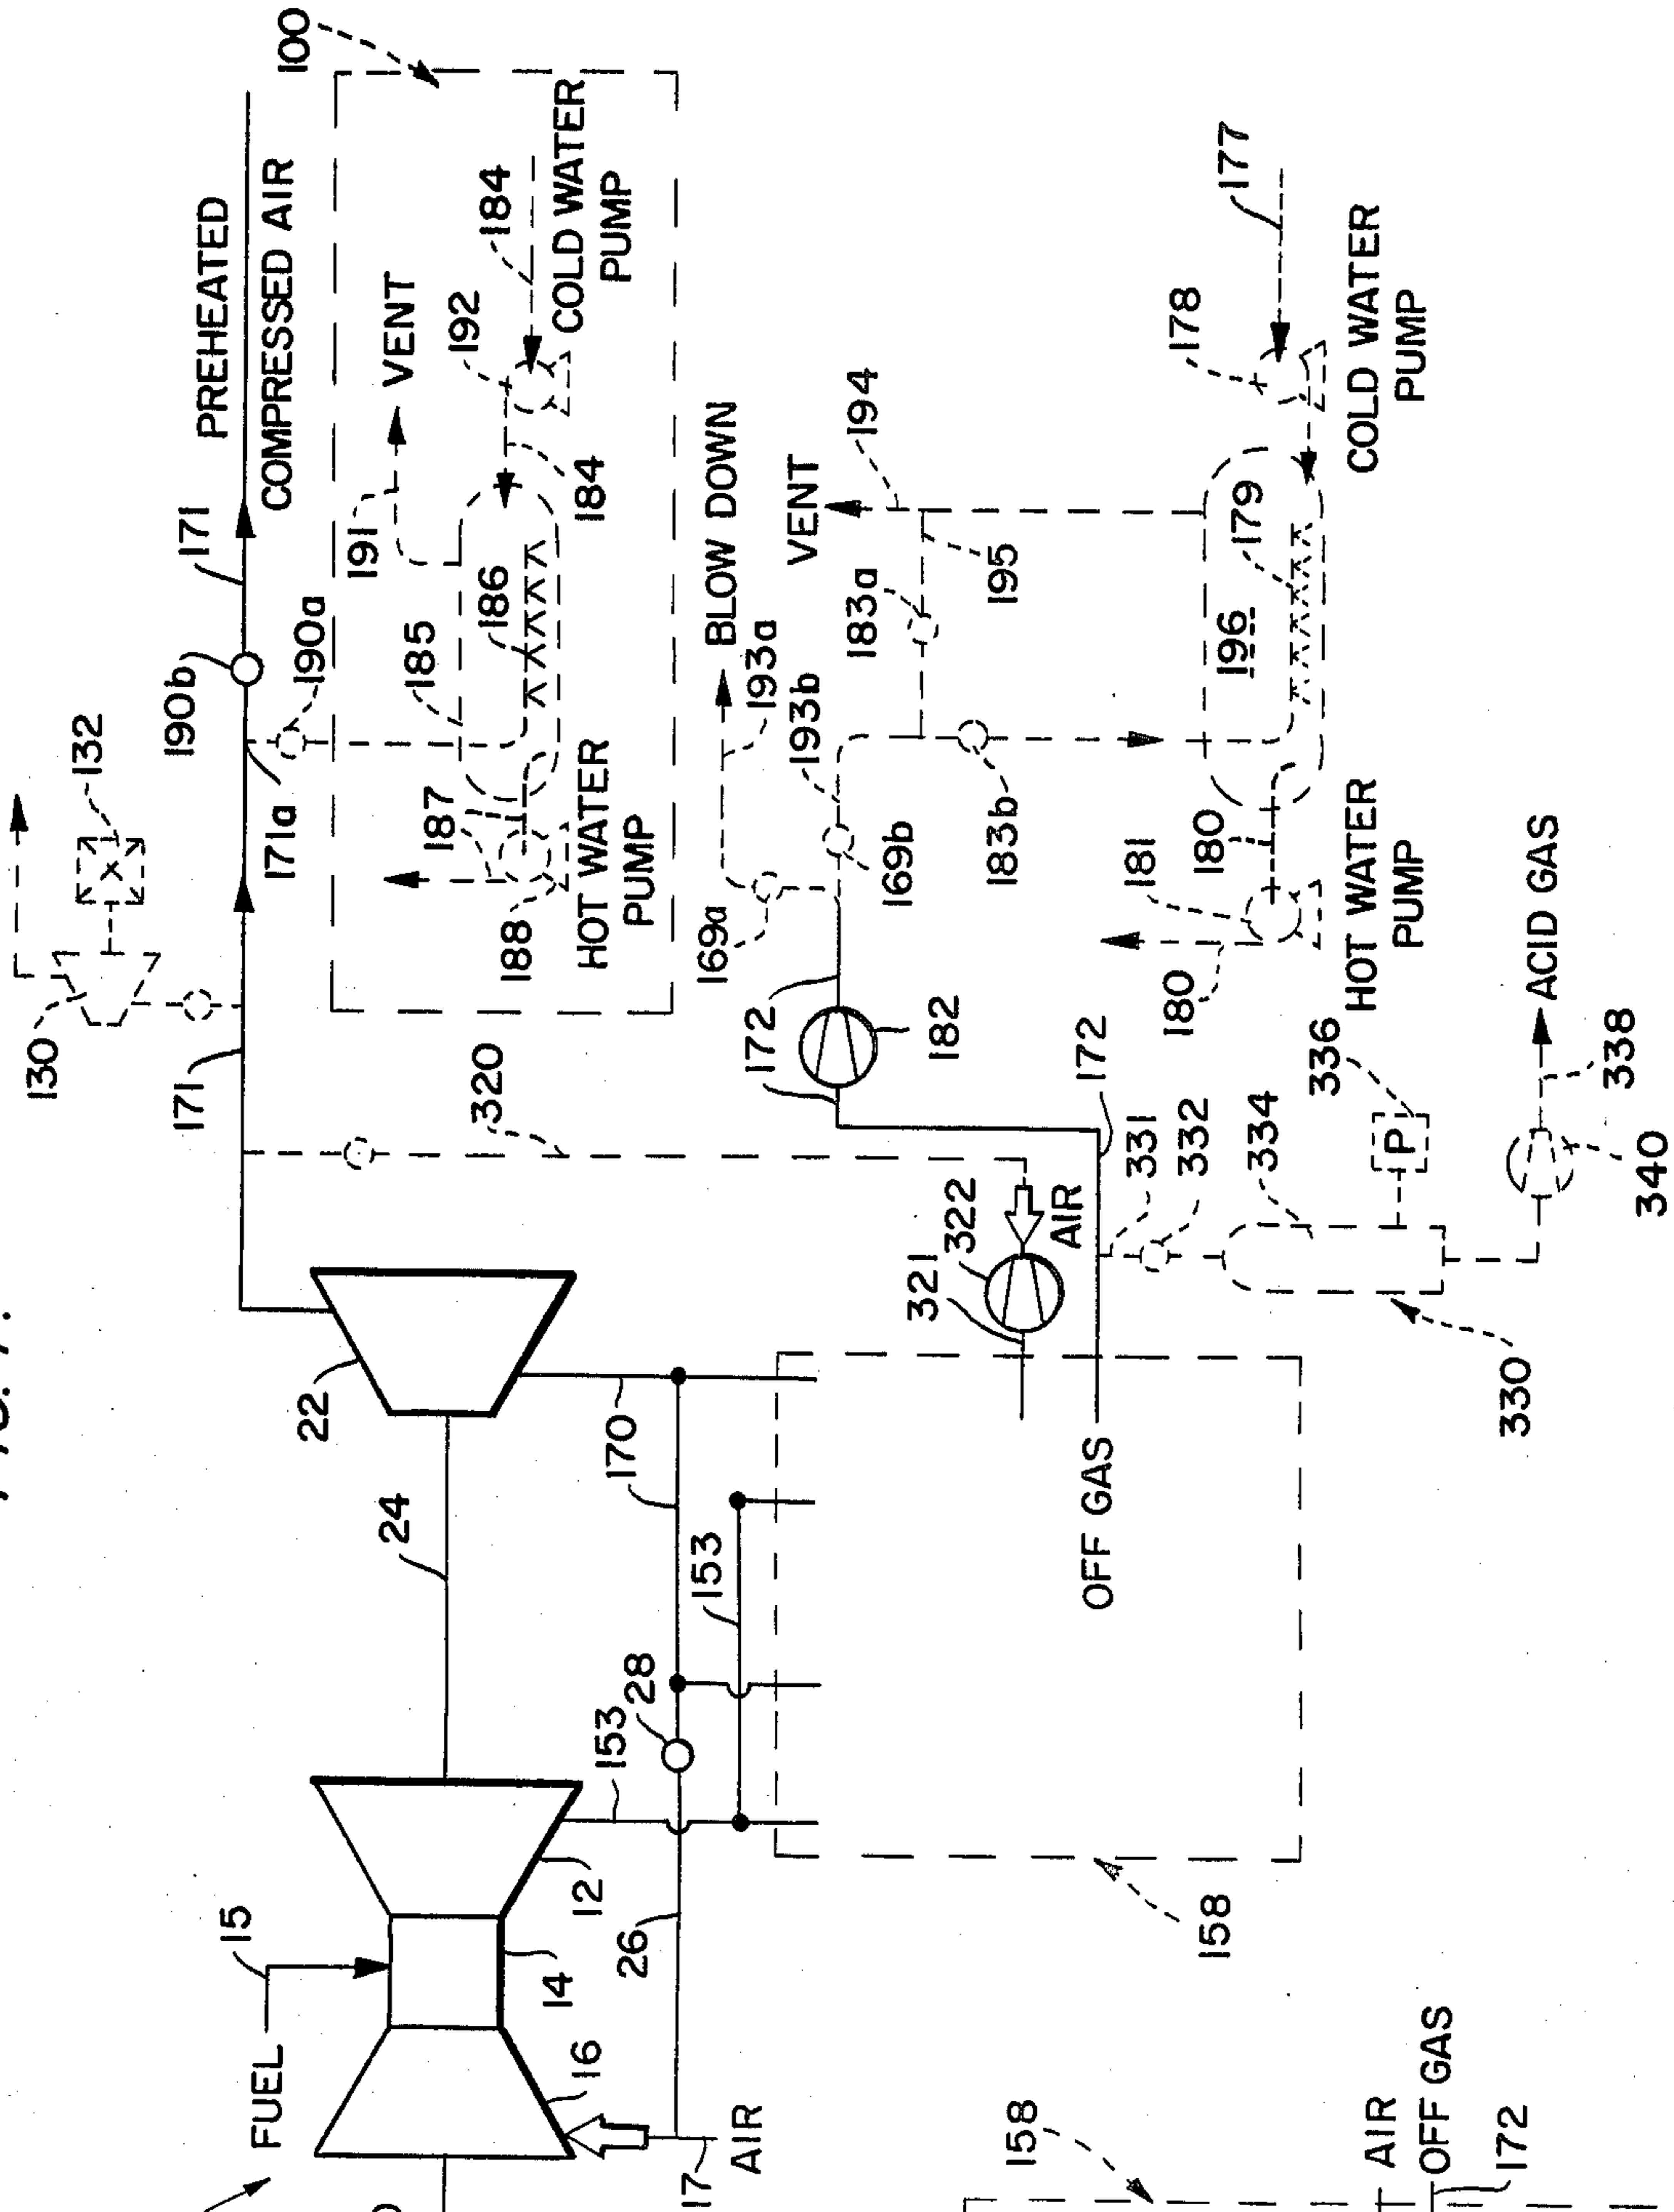 130
132
171
190b
171
PREHEATED
COMPRESSED AIR
171a
190a
100
191
VENT
192
184
COLD WATER
PUMP
184
185
186
187
188
HOT WATER
PUMP
320
169a
193a
BLOW DOWN
193b
169b
172
182
183a
183b
VENT
194
195
177
178
COLD WATER
PUMP
196
179
180
181
180
HOT WATER
PUMP
172
331
332
334
336
P
ACID GAS
338
340
330
321
322
AIR
OFF GAS
22
24
170
153
28
153
FUEL
15
12
14
16
26
17
AIR
158
158
AIR
OFF GAS
172